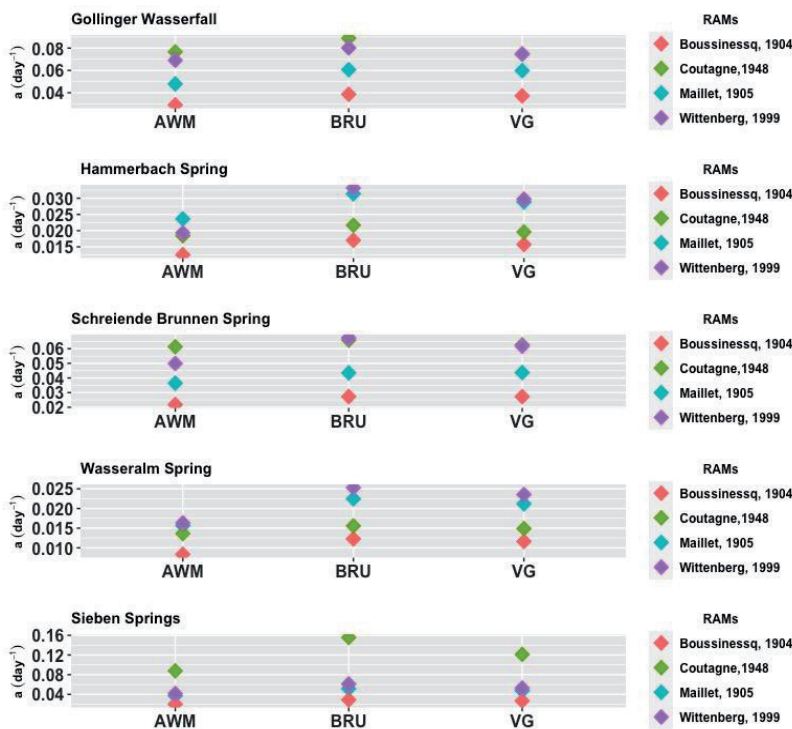 Gollinger Wasserfall
a (day⁻¹)
0.08
0.06
0.04
AWM BRU VG
RAMs
Boussinessq, 1904
Coutagne,1948
Maillet, 1905
Wittenberg, 1999
Hammerbach Spring
a (day⁻¹)
0.030
0.025
0.020
0.015
AWM BRU VG
RAMs
Boussinessq, 1904
Coutagne,1948
Maillet, 1905
Wittenberg, 1999
Schreiende Brunnen Spring
a (day⁻¹)
0.06
0.05
0.04
0.03
0.02
AWM BRU VG
RAMs
Boussinessq, 1904
Coutagne,1948
Maillet, 1905
Wittenberg, 1999
Wasseralm Spring
a (day⁻¹)
0.025
0.020
0.015
0.010
AWM BRU VG
RAMs
Boussinessq, 1904
Coutagne,1948
Maillet, 1905
Wittenberg, 1999
Sieben Springs
a (day⁻¹)
0.16
0.12
0.08
0.04
AWM BRU VG
RAMs
Boussinessq, 1904
Coutagne,1948
Maillet, 1905
Wittenberg, 1999